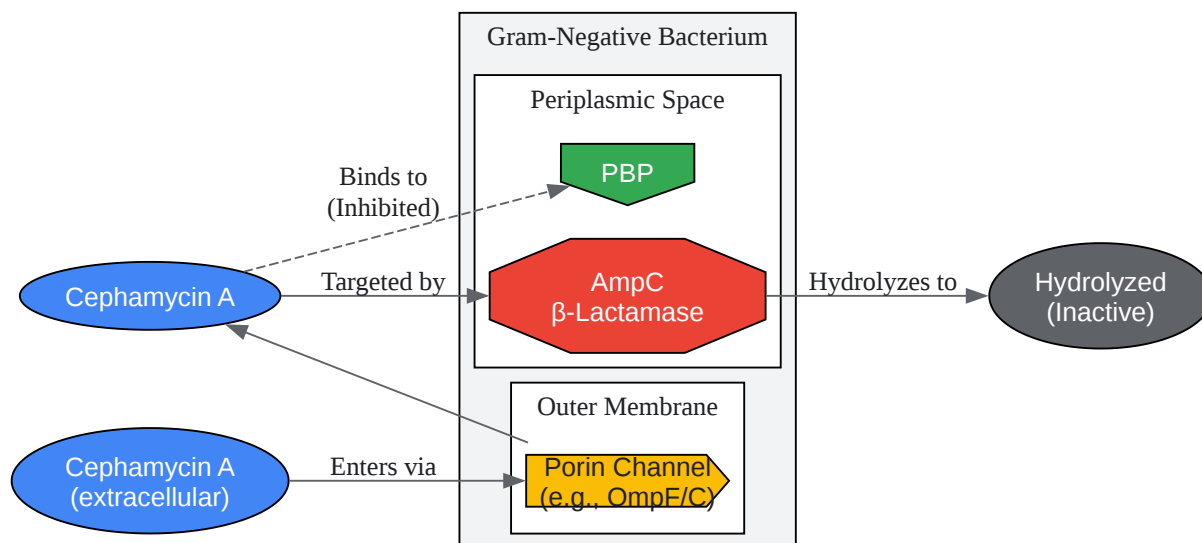 Gram-Negative Bacterium
Periplasmic Space
PBP
Binds to
(Inhibited)
Cephamycin A
Targeted by
AmpC
β-Lactamase
Hydrolyzes to
Hydrolyzed
(Inactive)
Outer Membrane
Cephamycin A
(extracellular)
Enters via
Porin Channel
(e.g., OmpF/C)